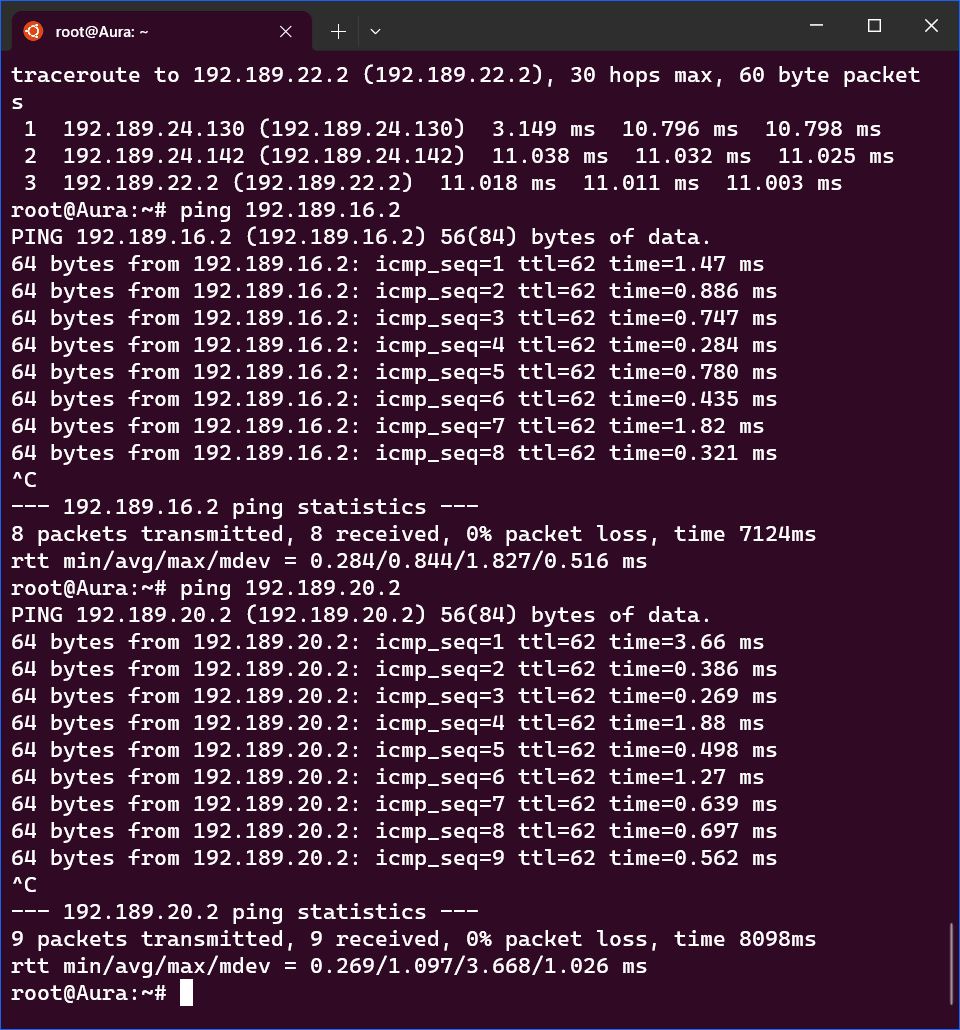 root@Aura: ~
traceroute to 192.189.22.2 (192.189.22.2), 30 hops max, 60 byte packet
s
 1  192.189.24.130 (192.189.24.130)  3.149 ms  10.796 ms  10.798 ms
 2  192.189.24.142 (192.189.24.142)  11.038 ms  11.032 ms  11.025 ms
 3  192.189.22.2 (192.189.22.2)  11.018 ms  11.011 ms  11.003 ms
root@Aura:~# ping 192.189.16.2
PING 192.189.16.2 (192.189.16.2) 56(84) bytes of data.
64 bytes from 192.189.16.2: icmp_seq=1 ttl=62 time=1.47 ms
64 bytes from 192.189.16.2: icmp_seq=2 ttl=62 time=0.886 ms
64 bytes from 192.189.16.2: icmp_seq=3 ttl=62 time=0.747 ms
64 bytes from 192.189.16.2: icmp_seq=4 ttl=62 time=0.284 ms
64 bytes from 192.189.16.2: icmp_seq=5 ttl=62 time=0.780 ms
64 bytes from 192.189.16.2: icmp_seq=6 ttl=62 time=0.435 ms
64 bytes from 192.189.16.2: icmp_seq=7 ttl=62 time=1.82 ms
64 bytes from 192.189.16.2: icmp_seq=8 ttl=62 time=0.321 ms
^C
--- 192.189.16.2 ping statistics ---
8 packets transmitted, 8 received, 0% packet loss, time 7124ms
rtt min/avg/max/mdev = 0.284/0.844/1.827/0.516 ms
root@Aura:~# ping 192.189.20.2
PING 192.189.20.2 (192.189.20.2) 56(84) bytes of data.
64 bytes from 192.189.20.2: icmp_seq=1 ttl=62 time=3.66 ms
64 bytes from 192.189.20.2: icmp_seq=2 ttl=62 time=0.386 ms
64 bytes from 192.189.20.2: icmp_seq=3 ttl=62 time=0.269 ms
64 bytes from 192.189.20.2: icmp_seq=4 ttl=62 time=1.88 ms
64 bytes from 192.189.20.2: icmp_seq=5 ttl=62 time=0.498 ms
64 bytes from 192.189.20.2: icmp_seq=6 ttl=62 time=1.27 ms
64 bytes from 192.189.20.2: icmp_seq=7 ttl=62 time=0.639 ms
64 bytes from 192.189.20.2: icmp_seq=8 ttl=62 time=0.697 ms
64 bytes from 192.189.20.2: icmp_seq=9 ttl=62 time=0.562 ms
^C
--- 192.189.20.2 ping statistics ---
9 packets transmitted, 9 received, 0% packet loss, time 8098ms
rtt min/avg/max/mdev = 0.269/1.097/3.668/1.026 ms
root@Aura:~#